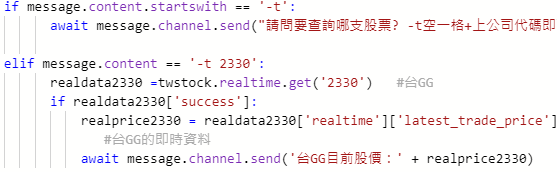 if message.content.startswith == '-t':
await message.channel.send("請問要查詢哪支股票? -t空一格+上公司代碼即
elif message.content == '-t 2330':
realdata2330 =twstock.realtime.get('2330') #台GG
if realdata2330['success']:
realprice2330 = realdata2330['realtime']['latest_trade_price']
#台GG的即時資料
await message.channel.send('台GG目前股價：' + realprice2330)